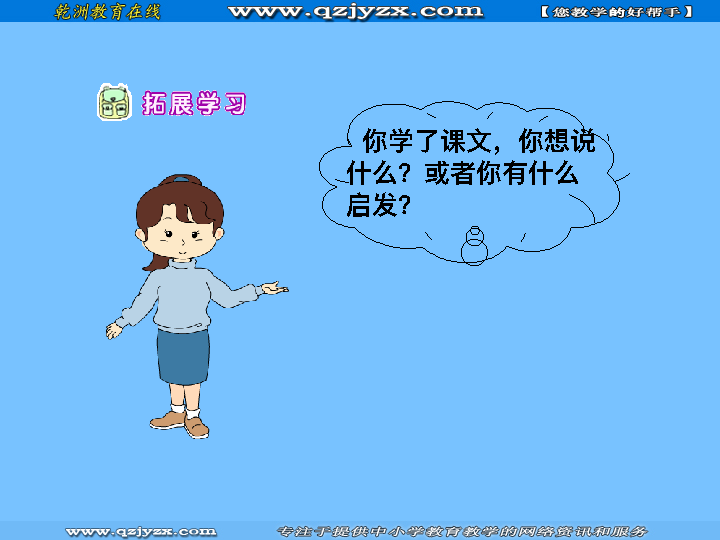 乾洲教育在线 www.qzjyzx.com 【您教学的好帮手】
拓展学习
你学了课文，你想说
什么？或者你有什么
启发？
www.qzjyzx.com 专注于提供中小学教育教学的网络资讯和服务